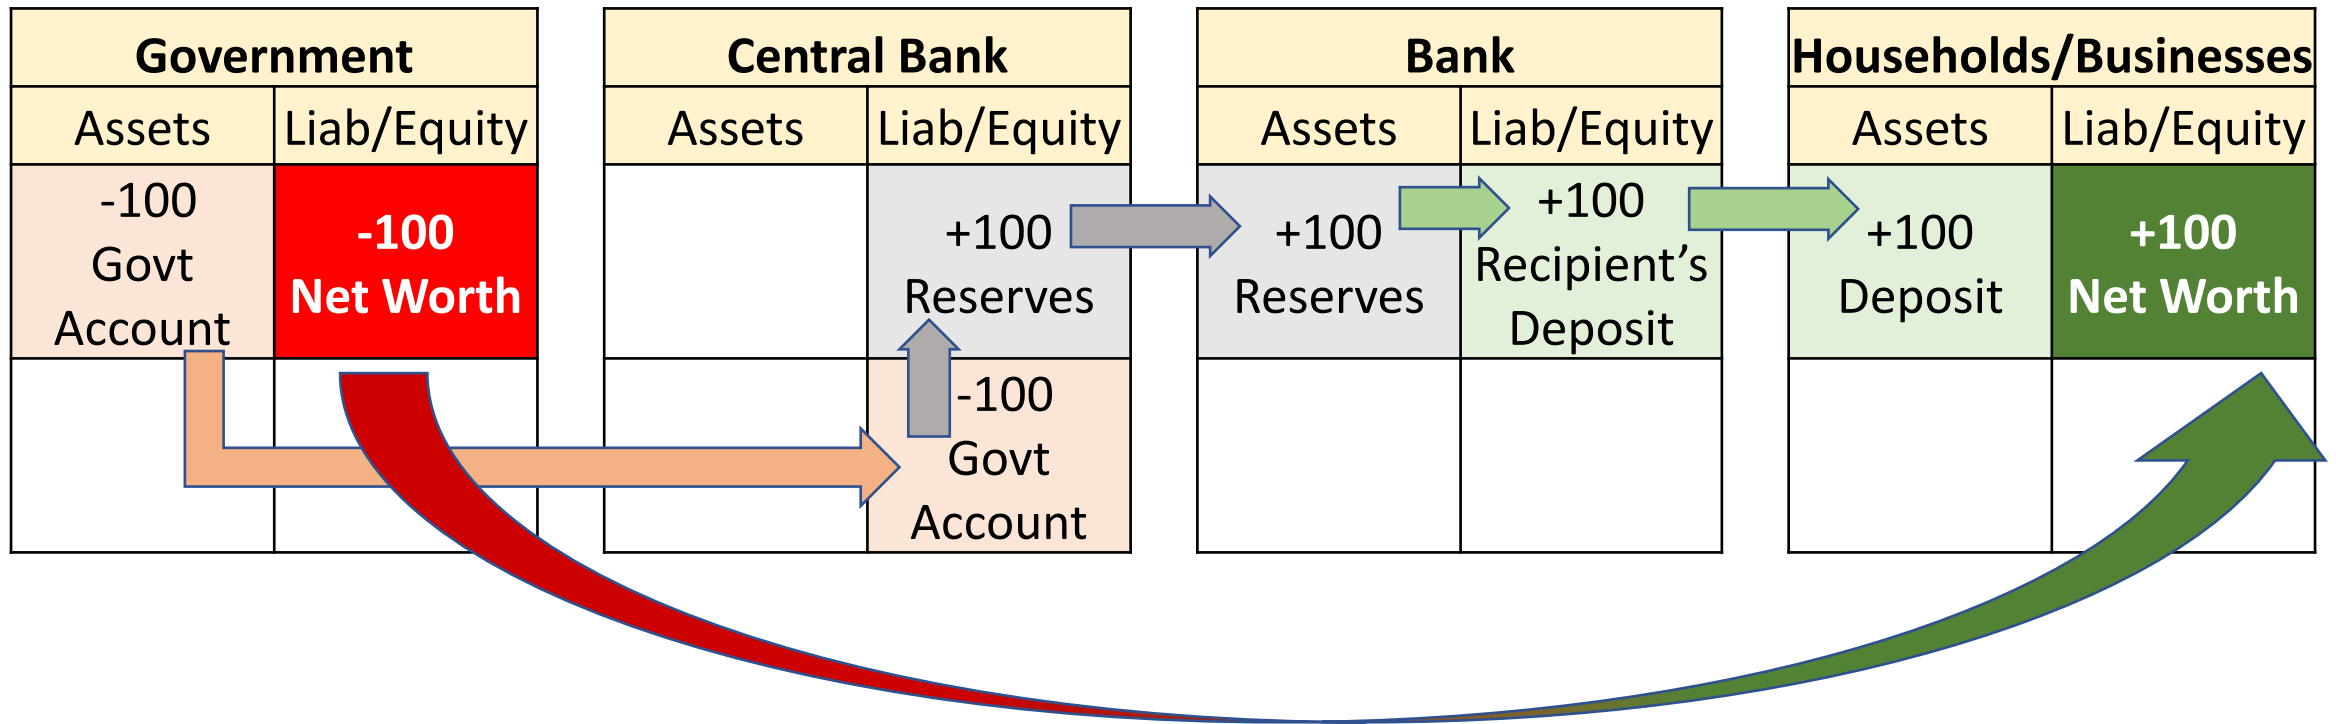 Government
Assets
Liab/Equity
-100
Govt
Account
-100
Net Worth
Central Bank
Assets
Liab/Equity
+100
Reserves
-100
Govt
Account
Bank
Assets
Liab/Equity
+100
Reserves
+100
Recipient’s
Deposit
Households/Businesses
Assets
Liab/Equity
+100
Deposit
+100
Net Worth